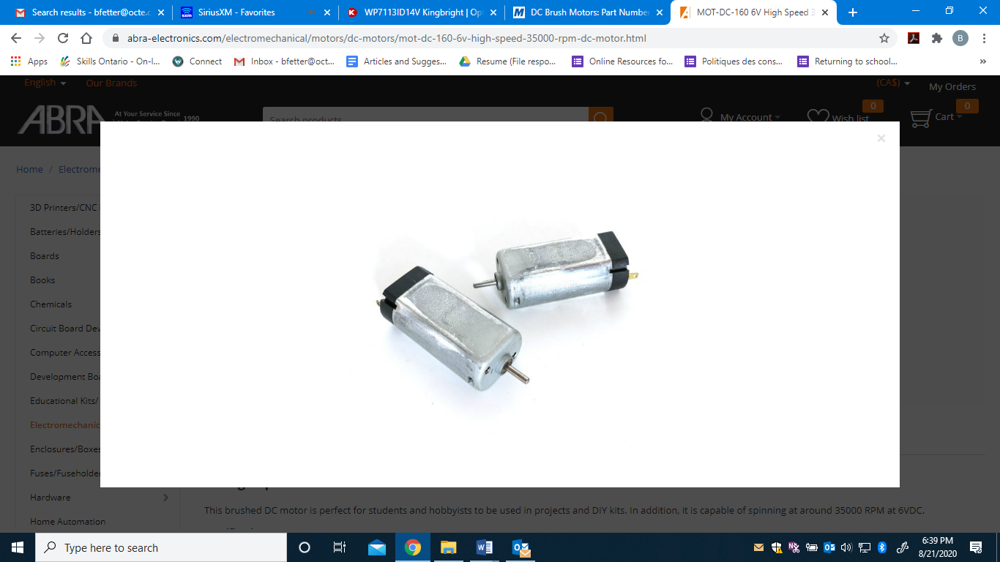 Search results - bfetter@octe.c
SiriusXM - Favorites
WP7113ID14V Kingbright | Opt
DC Brush Motors: Part Number
MOT-DC-160 6V High Speed 3
abra-electronics.com/electromechanical/motors/dc-motors/mot-dc-160-6v-high-speed-35000-rpm-dc-motor.html
B
Apps
Skills Ontario - On-l...
Connect
Inbox - bfetter@oct...
Articles and Sugges...
Resume (File respo...
Online Resources fo...
Politiques des cons...
Returning to school...
»
English
Our Brands
(CA$)
My Orders
ABRA
At Your Service Since
1990
Search products
My Account
Wish list
0
Cart
0
Home / Electrome
3D Printers/CNC
Batteries/Holders
Boards
Books
Chemicals
Circuit Board Dev
Computer Access
Development Boa
Educational Kits/
Electromechanic
Enclosures/Boxes
Fuses/Fuseholde
Hardware
Home Automation
This brushed DC motor is perfect for students and hobbyists to be used in projects and DIY kits. In addition, it is capable of spinning at around 35000 RPM at 6VDC.
Type here to search
6:39 PM
8/21/2020